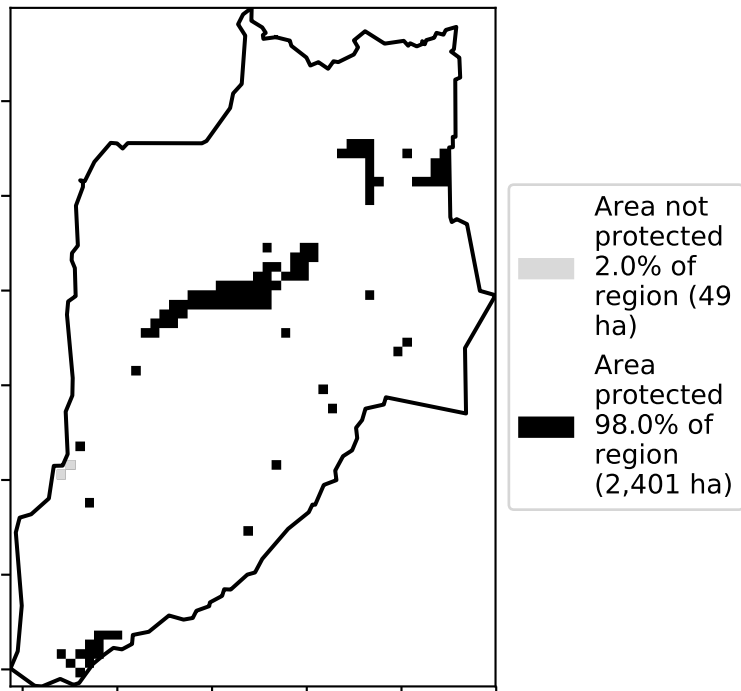 Area not
protected
2.0% of
region (49
ha)
Area
protected
98.0% of
region
(2,401 ha)